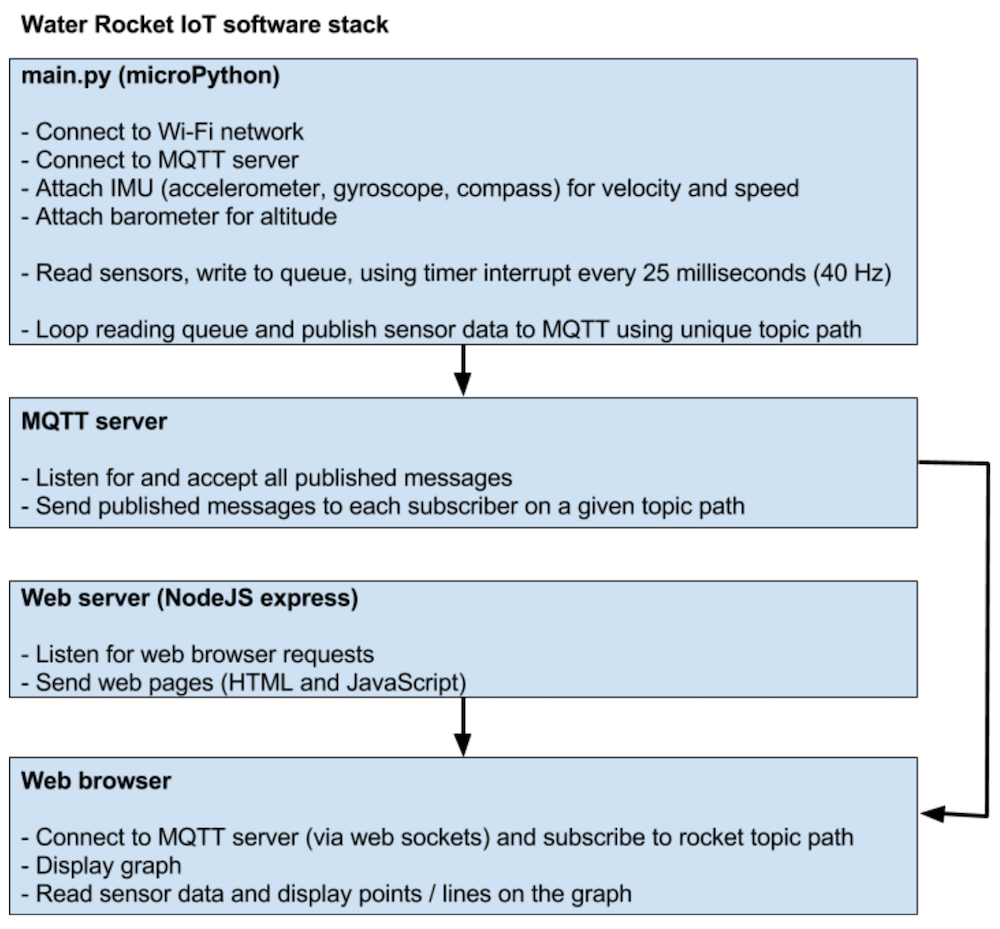 Water Rocket IoT software stack
main.py (microPython)
- Connect to Wi-Fi network
- Connect to MQTT server
- Attach IMU (accelerometer, gyroscope, compass) for velocity and speed
- Attach barometer for altitude
- Read sensors, write to queue, using timer interrupt every 25 milliseconds (40 Hz)
- Loop reading queue and publish sensor data to MQTT using unique topic path
MQTT server
- Listen for and accept all published messages
- Send published messages to each subscriber on a given topic path
Web server (NodeJS express)
- Listen for web browser requests
- Send web pages (HTML and JavaScript)
Web browser
- Connect to MQTT server (via web sockets) and subscribe to rocket topic path
- Display graph
- Read sensor data and display points / lines on the graph